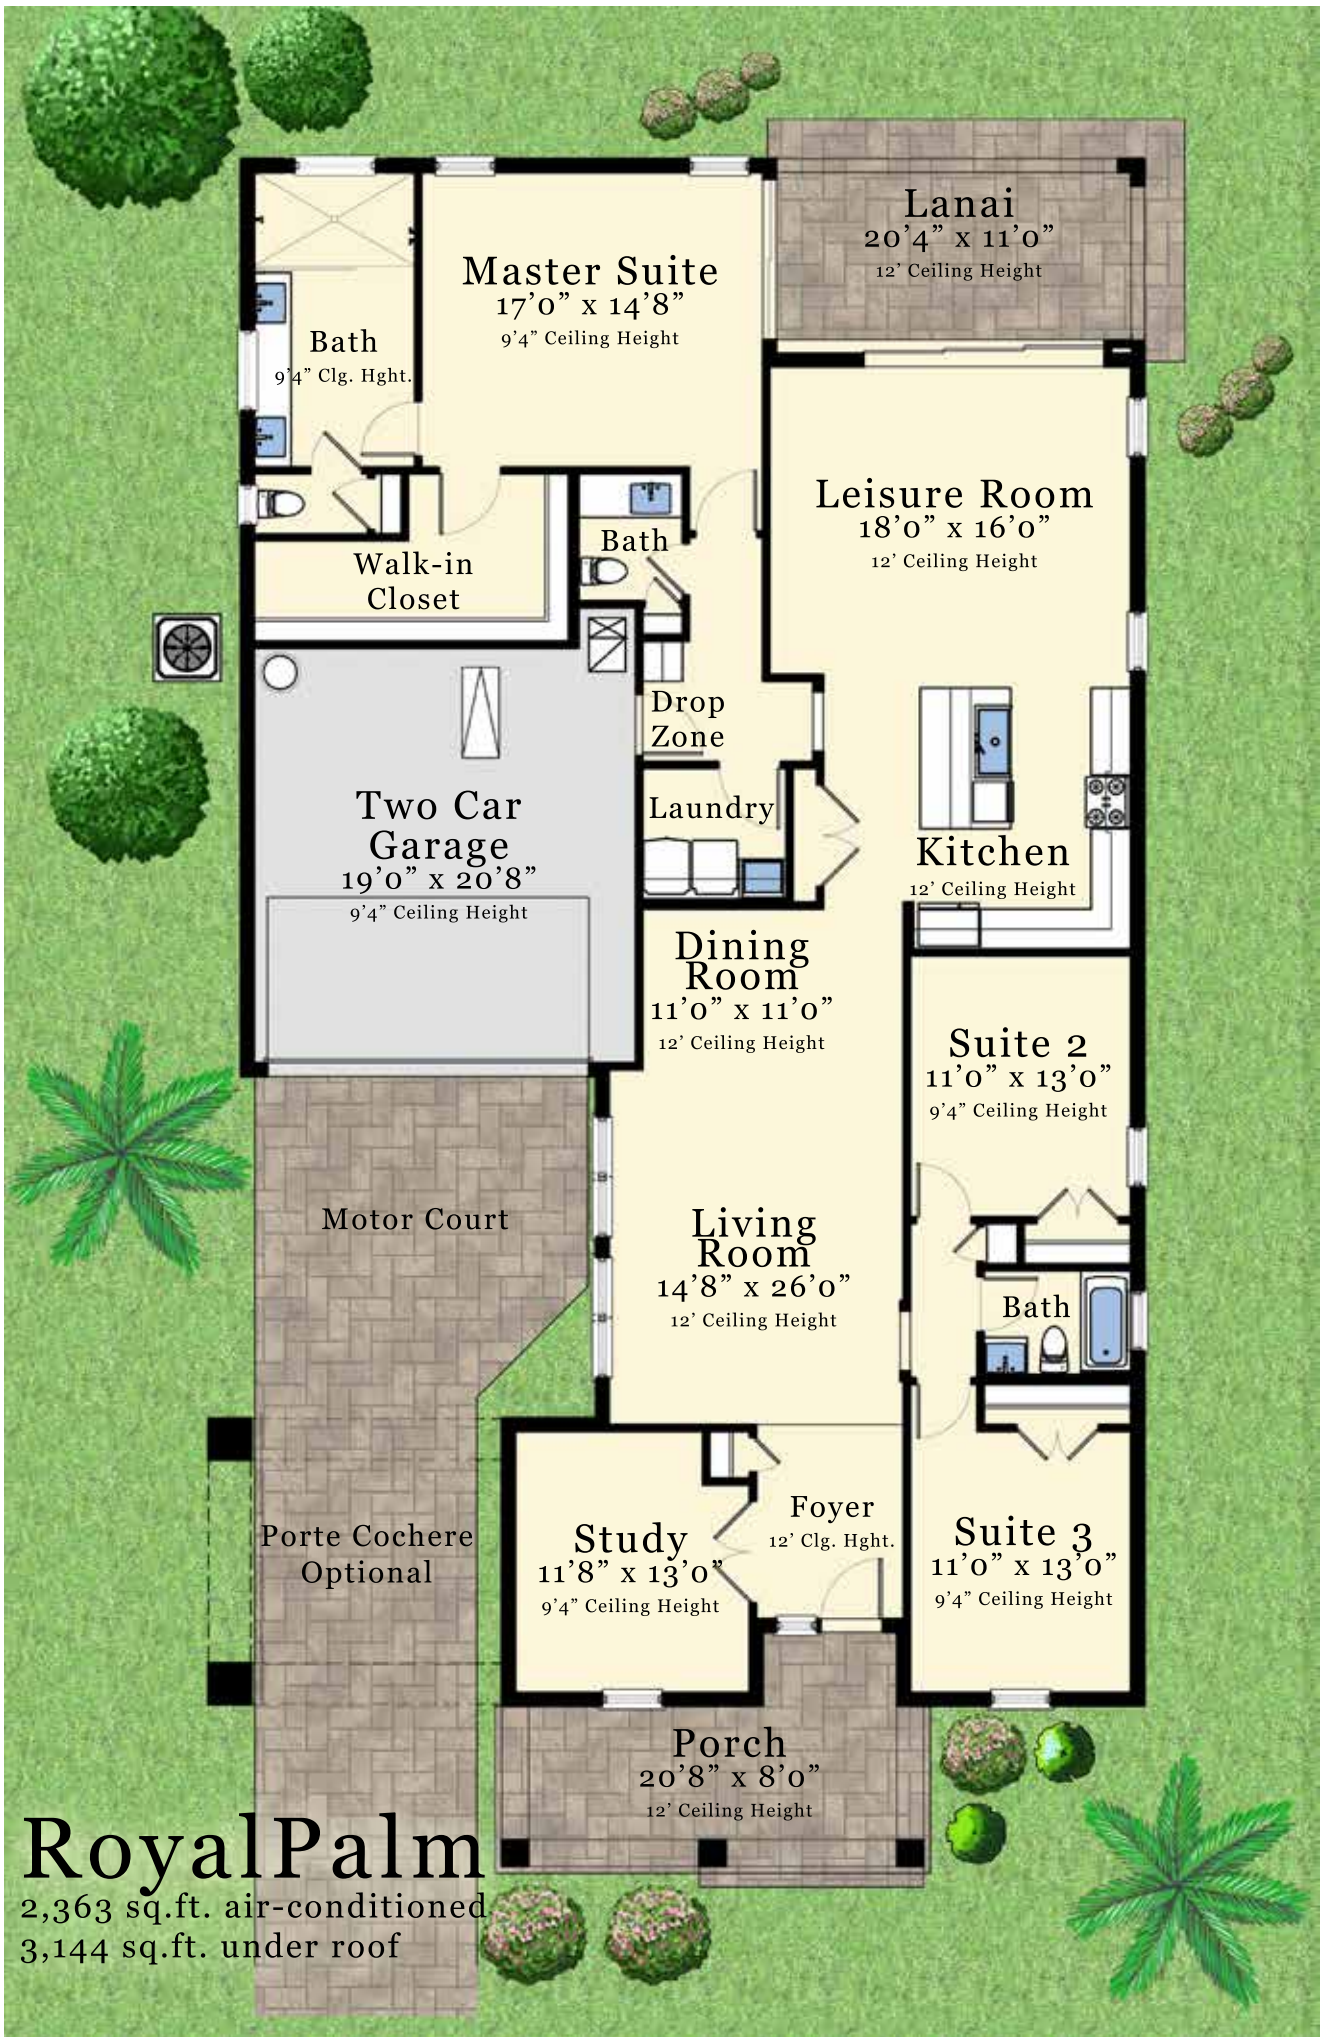 Lanai
20'4" x 11'0"
12' Ceiling Height
Master Suite
17'0" x 14'8"
9'4" Ceiling Height
Bath
9'4" Clg. Hght.
Leisure Room
18'0" x 16'0"
12' Ceiling Height
Bath
Walk-in
Closet
Drop
Zone
Two Car
Garage
19'0" x 20'8"
9'4" Ceiling Height
Laundry
Kitchen
12' Ceiling Height
Dining
Room
11'0" x 11'0"
12' Ceiling Height
Suite 2
11'0" x 13'0"
9'4" Ceiling Height
Motor Court
Living
Room
14'8" x 26'0"
12' Ceiling Height
Bath
Porte Cochere
Optional
Study
11'8" x 13'0"
9'4" Ceiling Height
Foyer
12' Clg. Hght.
Suite 3
11'0" x 13'0"
9'4" Ceiling Height
Porch
20'8" x 8'0"
12' Ceiling Height
RoyalPalm
2,363 sq.ft. air-conditioned
3,144 sq.ft. under roof